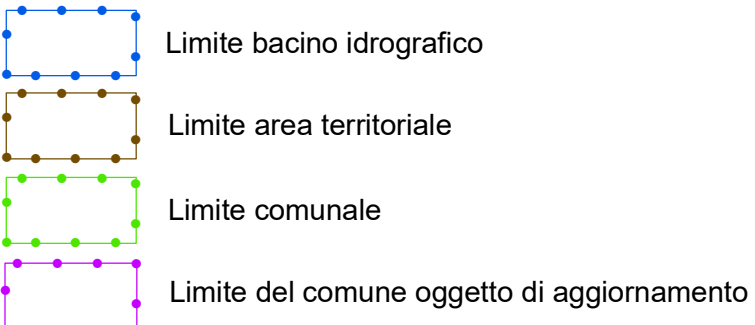 Limite bacino idrografico
Limite area territoriale
Limite comunale
Limite del comune oggetto di aggiornamento